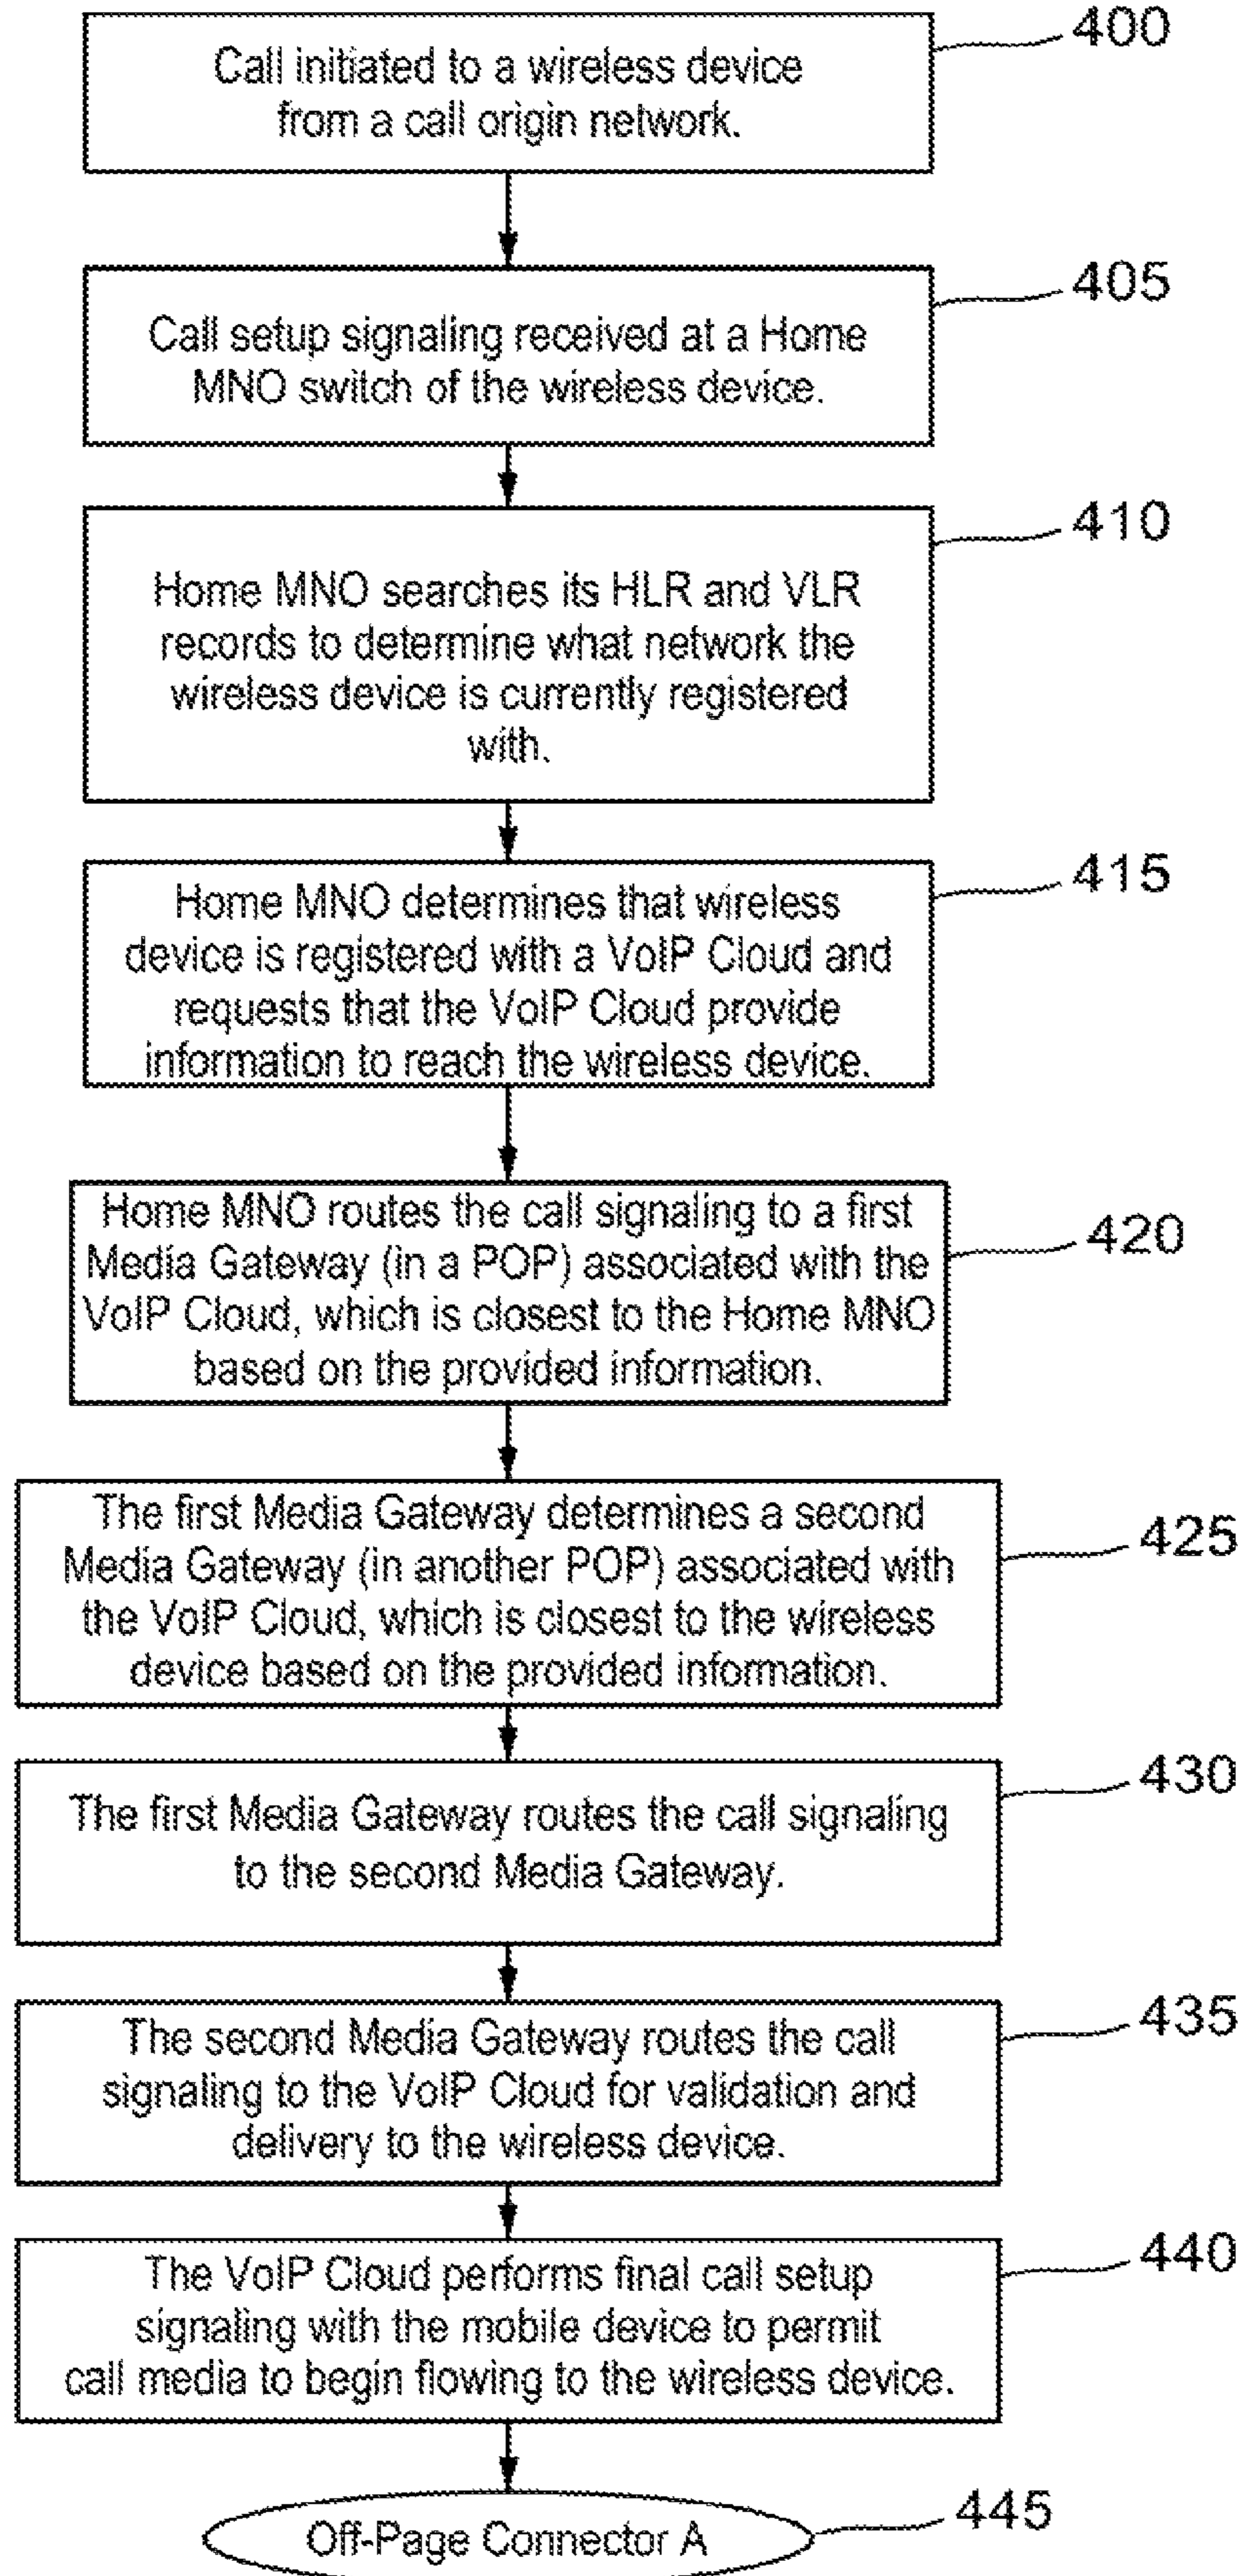 Call initiated to a wireless device
from a call origin network.
400
Call setup signaling received at a Home
MNO switch of the wireless device.
405
Home MNO searches its HLR and VLR
records to determine what network the
wireless device is currently registered
with.
410
Home MNO determines that wireless
device is registered with a VoIP Cloud and
requests that the VoIP Cloud provide
information to reach the wireless device.
415
Home MNO routes the call signaling to a first
Media Gateway (in a POP) associated with the
VoIP Cloud, which is closest to the Home MNO
based on the provided information.
420
The first Media Gateway determines a second
Media Gateway (in another POP) associated with
the VoIP Cloud, which is closest to the wireless
device based on the provided information.
425
The first Media Gateway routes the call signaling
to the second Media Gateway.
430
The second Media Gateway routes the call
signaling to the VoIP Cloud for validation and
delivery to the wireless device.
435
The VoIP Cloud performs final call setup
signaling with the mobile device to permit
call media to begin flowing to the wireless device.
440
Off-Page Connector A
445